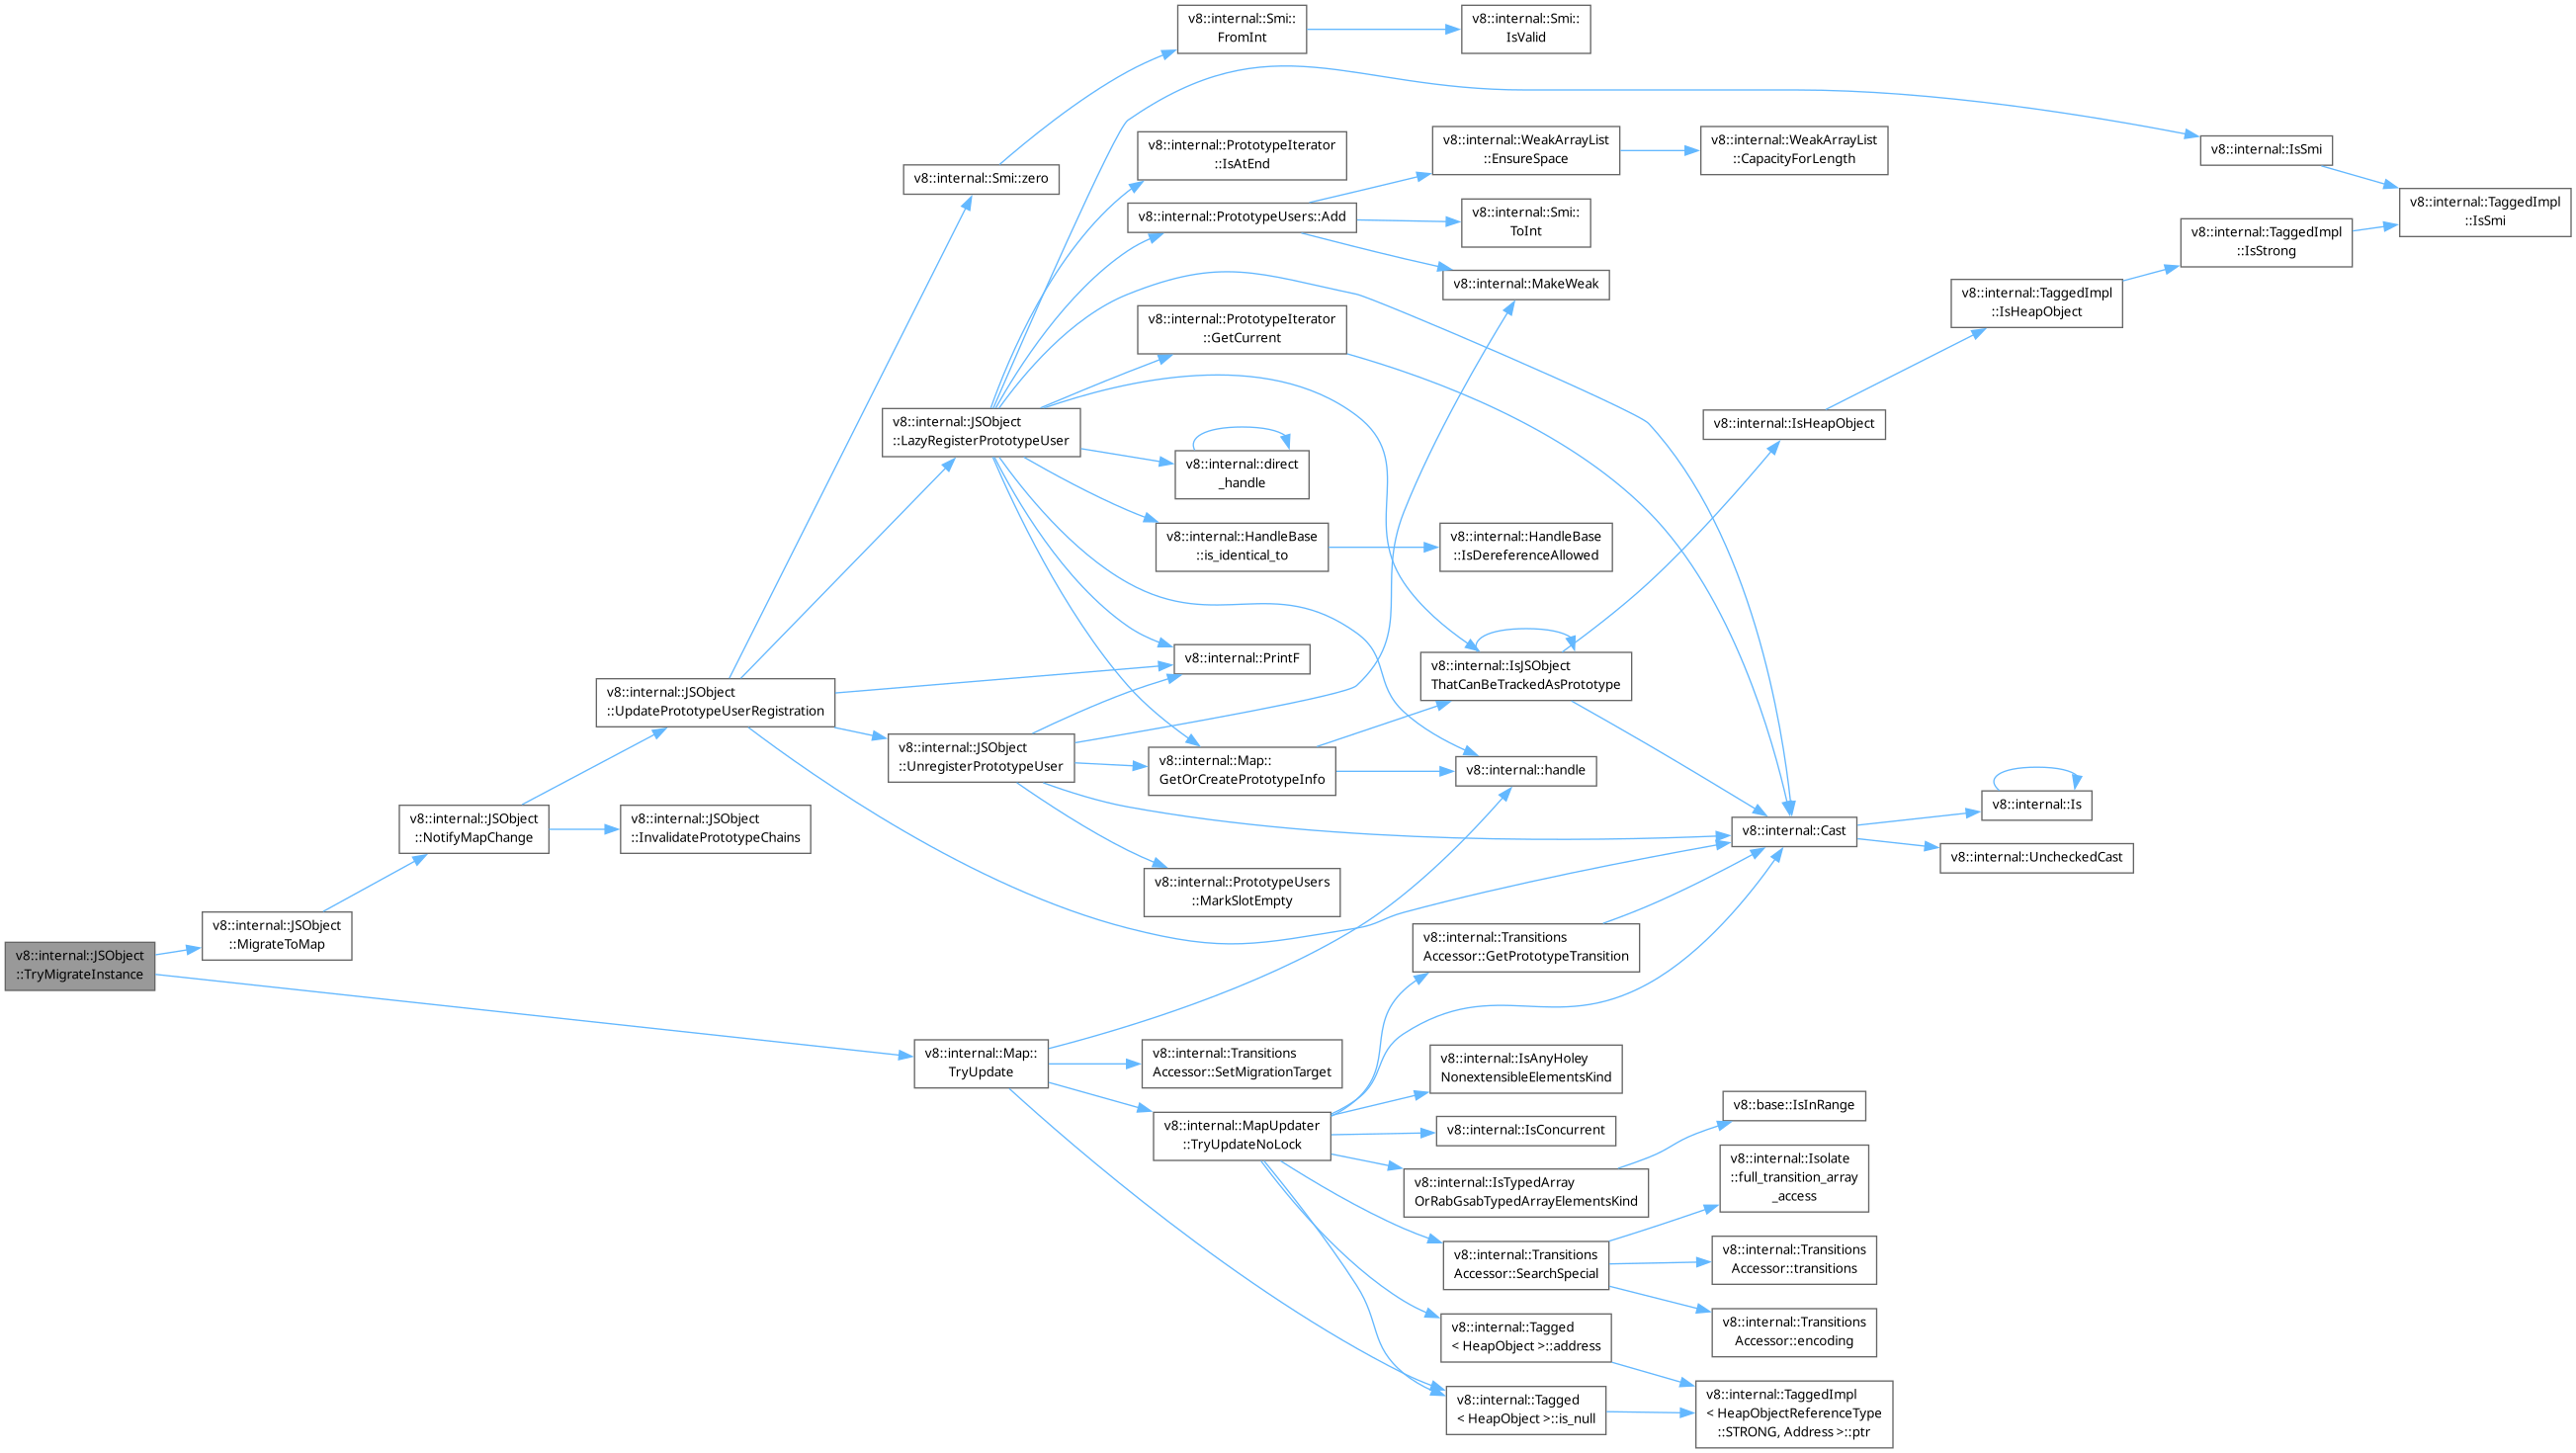 v8::internal::Smi::
FromInt
v8::internal::Smi::
IsValid
v8::internal::PrototypeIterator
::IsAtEnd
v8::internal::WeakArrayList
::EnsureSpace
v8::internal::WeakArrayList
::CapacityForLength
v8::internal::IsSmi
v8::internal::Smi::zero
v8::internal::PrototypeUsers::Add
v8::internal::Smi::
ToInt
v8::internal::TaggedImpl
::IsSmi
v8::internal::TaggedImpl
::IsStrong
v8::internal::MakeWeak
v8::internal::TaggedImpl
::IsHeapObject
v8::internal::PrototypeIterator
::GetCurrent
v8::internal::JSObject
::LazyRegisterPrototypeUser
v8::internal::IsHeapObject
v8::internal::direct
_handle
v8::internal::HandleBase
::is_identical_to
v8::internal::HandleBase
::IsDereferenceAllowed
v8::internal::PrintF
v8::internal::IsJSObject
ThatCanBeTrackedAsPrototype
v8::internal::JSObject
::UpdatePrototypeUserRegistration
v8::internal::JSObject
::UnregisterPrototypeUser
v8::internal::Map::
GetOrCreatePrototypeInfo
v8::internal::handle
v8::internal::Is
v8::internal::JSObject
::NotifyMapChange
v8::internal::JSObject
::InvalidatePrototypeChains
v8::internal::Cast
v8::internal::UncheckedCast
v8::internal::PrototypeUsers
::MarkSlotEmpty
v8::internal::JSObject
::MigrateToMap
v8::internal::JSObject
::TryMigrateInstance
v8::internal::Transitions
Accessor::GetPrototypeTransition
v8::internal::Map::
TryUpdate
v8::internal::Transitions
Accessor::SetMigrationTarget
v8::internal::IsAnyHoley
NonextensibleElementsKind
v8::base::IsInRange
v8::internal::MapUpdater
::TryUpdateNoLock
v8::internal::IsConcurrent
v8::internal::IsTypedArray
OrRabGsabTypedArrayElementsKind
v8::internal::Isolate
::full_transition_array
_access
v8::internal::Transitions
Accessor::SearchSpecial
v8::internal::Transitions
Accessor::transitions
v8::internal::Transitions
Accessor::encoding
v8::internal::Tagged
< HeapObject >::address
v8::internal::Tagged
< HeapObject >::is_null
v8::internal::TaggedImpl
< HeapObjectReferenceType
::STRONG, Address >::ptr